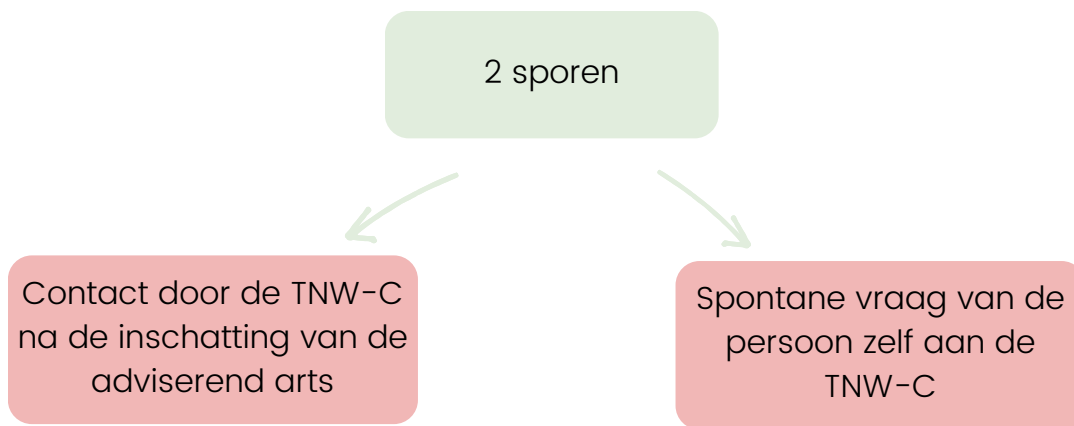 2 sporen
Contact door de TNW-C
na de inschatting van de
adviserend arts
Spontane vraag van de
persoon zelf aan de
TNW-C